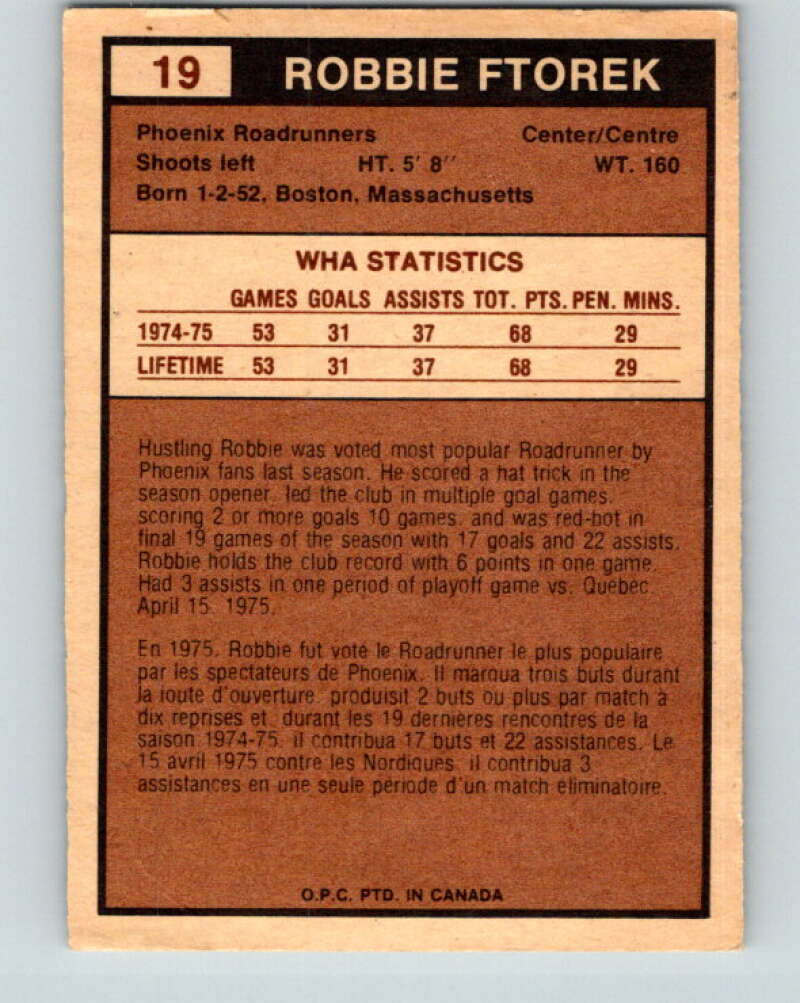 19 ROBBIE FTOREK
Phoenix Roadrunners Center/Centre
Shoots left HT. 5' 8'' WT. 160
Born 1-2-52, Boston, Massachusetts
WHA STATISTICS
GAMES GOALS ASSISTS TOT. PTS. PEN. MINS.
1974-75 53 31 37 68 29
LIFETIME 53 31 37 68 29
Hustling Robbie was voted most popular Roadrunner by
Phoenix fans last season. He scored a hat trick in the
season opener, led the club in multiple goal games,
scoring 2 or more goals 10 games, and was red-hot in
final 19 games of the season with 17 goals and 22 assists.
Robbie holds the club record with 6 points in one game.
Had 3 assists in one period of playoff game vs. Quebec,
April 15, 1975.
En 1975, Robbie fut voté le Roadrunner le plus populaire
par les spectateurs de Phoenix. Il marqua trois buts durant
la joute d'ouverture, produisit 2 buts ou plus par match à
dix reprises et, durant les 19 dernières rencontres de la
saison 1974-75, il contribua 17 buts et 22 assistances. Le
15 avril 1975 contre les Nordiques, il contribua 3
assistances en une seule période d'un match éliminatoire.
O.P.C. PTD. IN CANADA